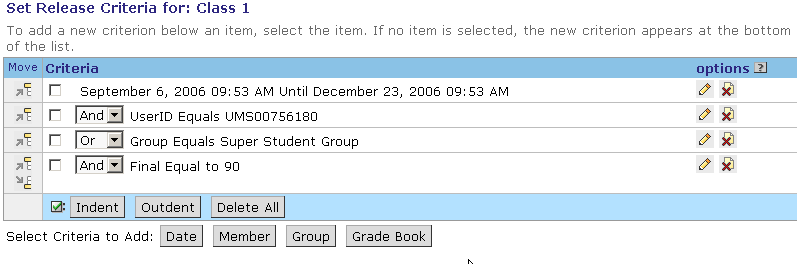 Set Release Criteria for: Class 1
To add a new criterion below an item, select the item. If no item is selected, the new criterion appears at the bottom
of the list.
Move Criteria options ?
September 6, 2006 09:53 AM Until December 23, 2006 09:53 AM
And UserID Equals UMS00756180
Or Group Equals Super Student Group
And Final Equal to 90
: Indent Outdent Delete All
Select Criteria to Add: Date Member Group Grade Book